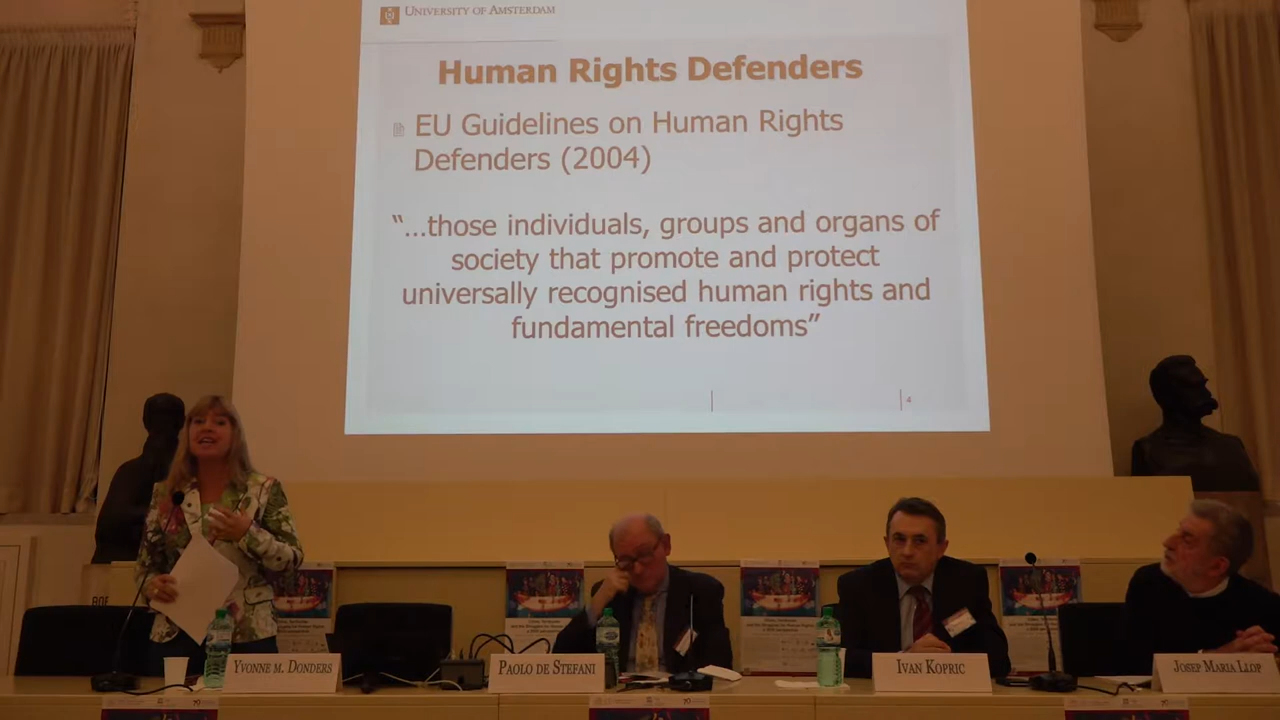 UNIVERSITY OF AMSTERDAM
Human Rights Defenders
EU Guidelines on Human Rights
Defenders (2004)
“...those individuals, groups and organs of
society that promote and protect
universally recognised human rights and
fundamental freedoms”
4
YVONNE M. DONDERS
PAOLO DE STEFANI
IVAN KOPRIC
JOSEP MARIA LLOP